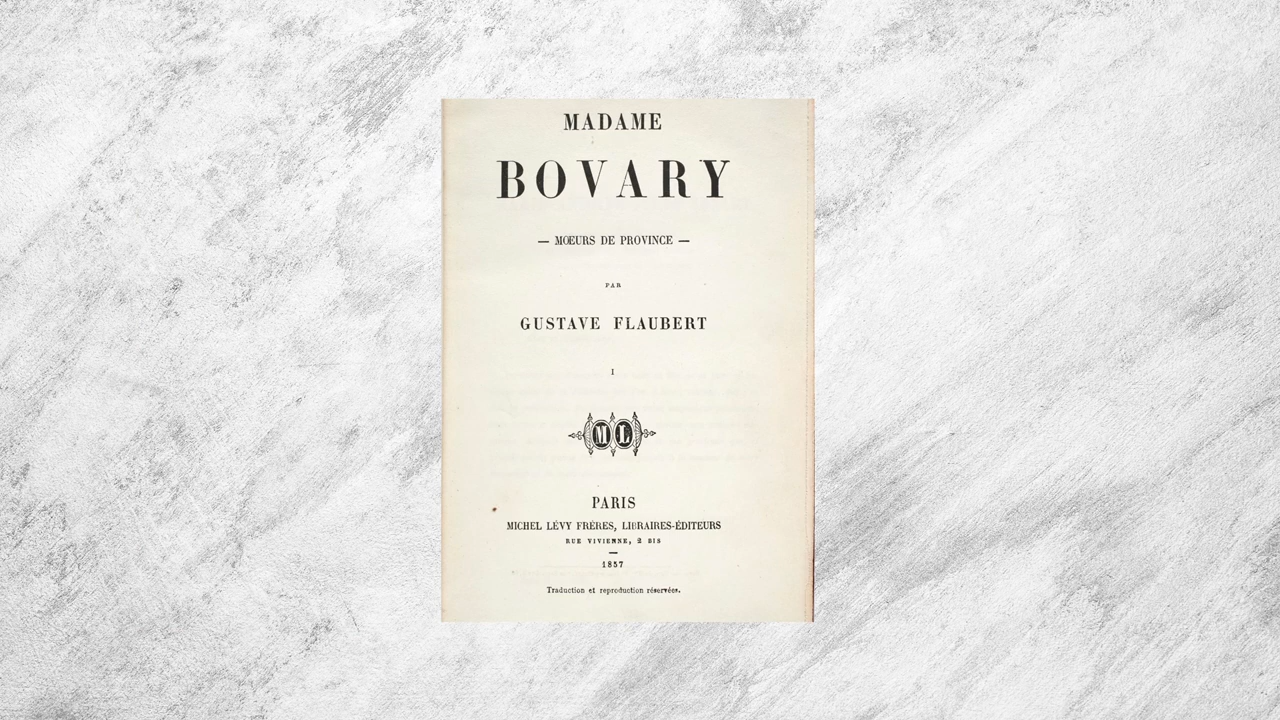 MADAME
BOVARY
— MŒURS DE PROVINCE —
PAR
GUSTAVE FLAUBERT
I
ML
PARIS
MICHEL LÉVY FRÈRES, LIBRAIRES-ÉDITEURS
RUE VIVIENNE, 2 BIS
—
1857
Traduction et reproduction réservées.